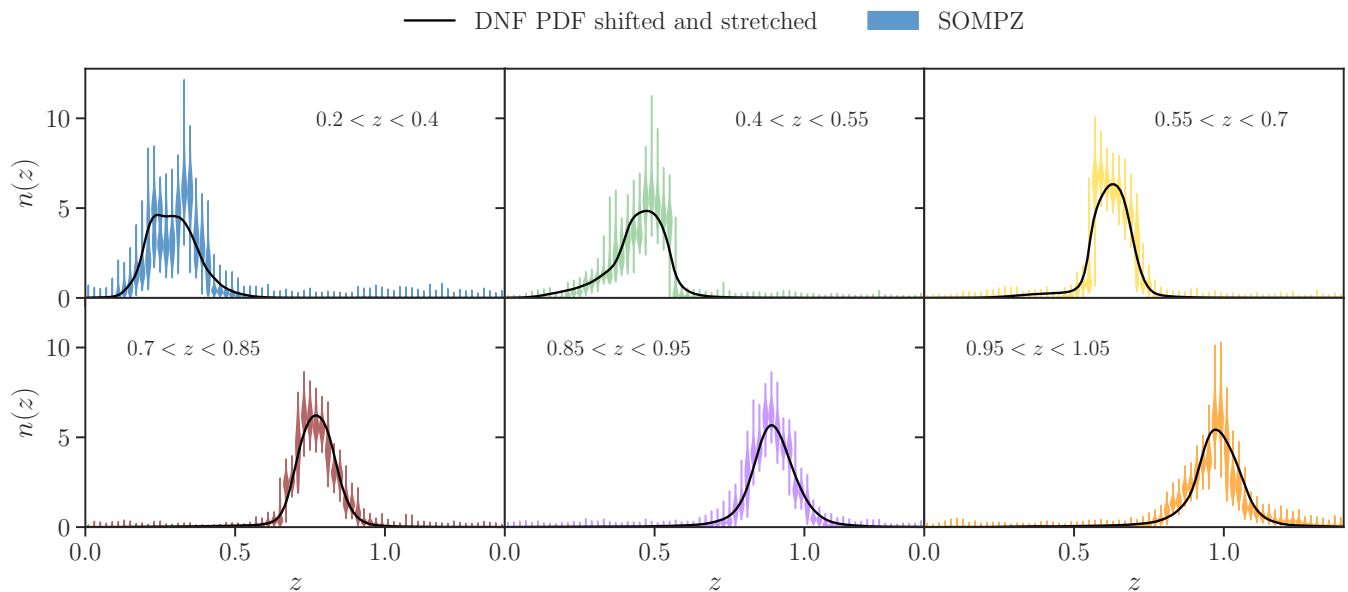 DNF PDF shifted and stretched SOMPZ
n(z)
10
5
0
0.2 < z < 0.4
0.4 < z < 0.55
0.55 < z < 0.7
n(z)
10
5
0
0.7 < z < 0.85
0.85 < z < 0.95
0.95 < z < 1.05
0.0 0.5 1.0 0.0 0.5 1.0 0.0 0.5 1.0
z z z